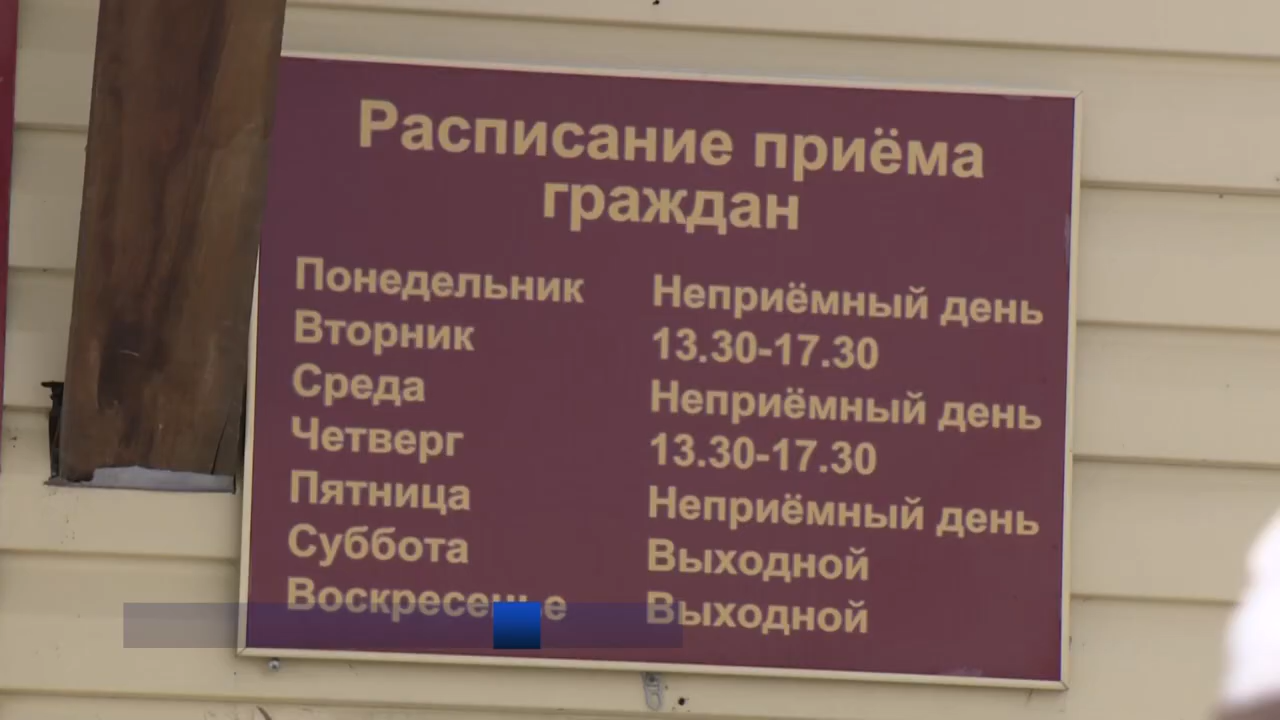 Расписание приёма
граждан
Понедельник Неприёмный день
Вторник 13.30-17.30
Среда Неприёмный день
Четверг 13.30-17.30
Пятница Неприёмный день
Суббота Выходной
Воскресенье Выходной